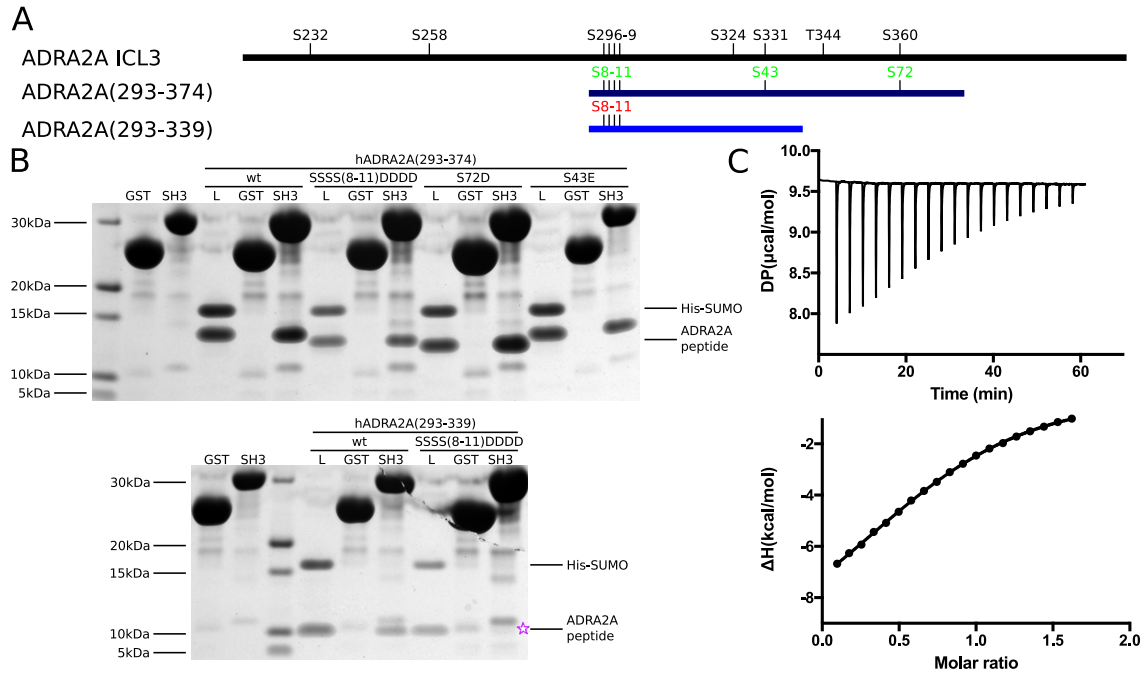 A
S232 S258 S296-9 S324 S331 T344 S360
ADRA2A ICL3
S8-11 S43 S72
ADRA2A(293-374)
S8-11
ADRA2A(293-339)
B
hADRA2A(293-374)
wt SSSS(8-11)DDDD S72D S43E
GST SH3 L GST SH3 L GST SH3 L GST SH3 L GST SH3
30kDa
20kDa
15kDa
10kDa
5kDa
His-SUMO
ADRA2A
peptide
hADRA2A(293-339)
wt SSSS(8-11)DDDD
GST SH3 L GST SH3 L GST SH3
30kDa
20kDa
15kDa
10kDa
5kDa
His-SUMO
ADRA2A
peptide
C
10.0
9.5
9.0
8.5
8.0
DP(µcal/mol)
0 20 40 60
Time (min)
-2
-4
-6
-8
ΔH(kcal/mol)
0.0 0.5 1.0 1.5 2.0
Molar ratio